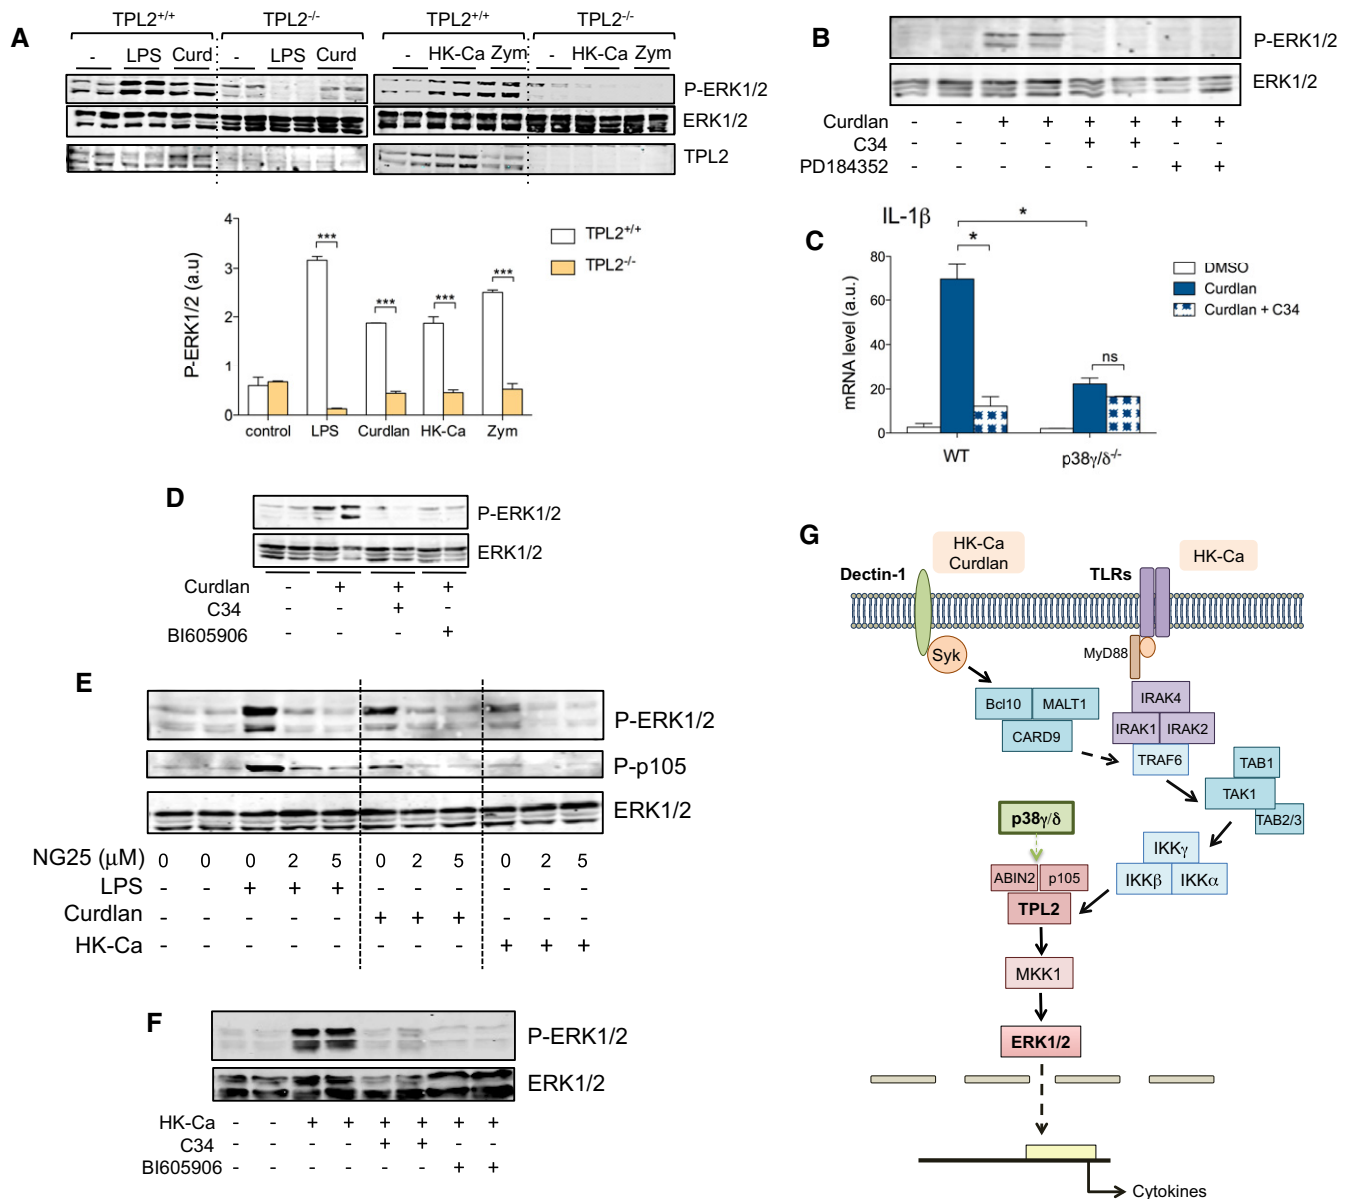 A
TPL2+/+ TPL2-/- TPL2+/+ TPL2-/-
- LPS Curd - LPS Curd - HK-Ca Zym - HK-Ca Zym
P-ERK1/2
ERK1/2
TPL2
P-ERK1/2 (a.u)
4
3
2
1
0
*** *** *** ***
control LPS Curdlan HK-Ca Zym
TPL2+/+
TPL2-/-
B
P-ERK1/2
ERK1/2
Curdlan - - + + + + + +
C34 - - - - + + - -
PD184352 - - - - - - + +
C
IL-1β
mRNA level (a.u.)
80
60
40
20
0
* * ns
WT p38γ/δ-/-
DMSO
Curdlan
Curdlan + C34
D
P-ERK1/2
ERK1/2
Curdlan - + + +
C34 - - + -
BI605906 - - - +
E
P-ERK1/2
P-p105
ERK1/2
NG25 (μM) 0 0 0 2 5 0 2 5 0 2 5
LPS - - + + + - - - - - -
Curdlan - - - - - + + + - - -
HK-Ca - - - - - - - - + + +
F
P-ERK1/2
ERK1/2
HK-Ca - - + + + + + +
C34 - - - - + + - -
BI605906 - - - - - - + +
G
HK-Ca
Curdlan
HK-Ca
Dectin-1
TLRs
Syk
MyD88
Bcl10 MALT1
CARD9
IRAK4
IRAK1 IRAK2
TRAF6
TAB1
TAK1
TAB2/3
p38γ/δ
IKKγ
IKKβ IKKα
ABIN2 p105
TPL2
MKK1
ERK1/2
Cytokines